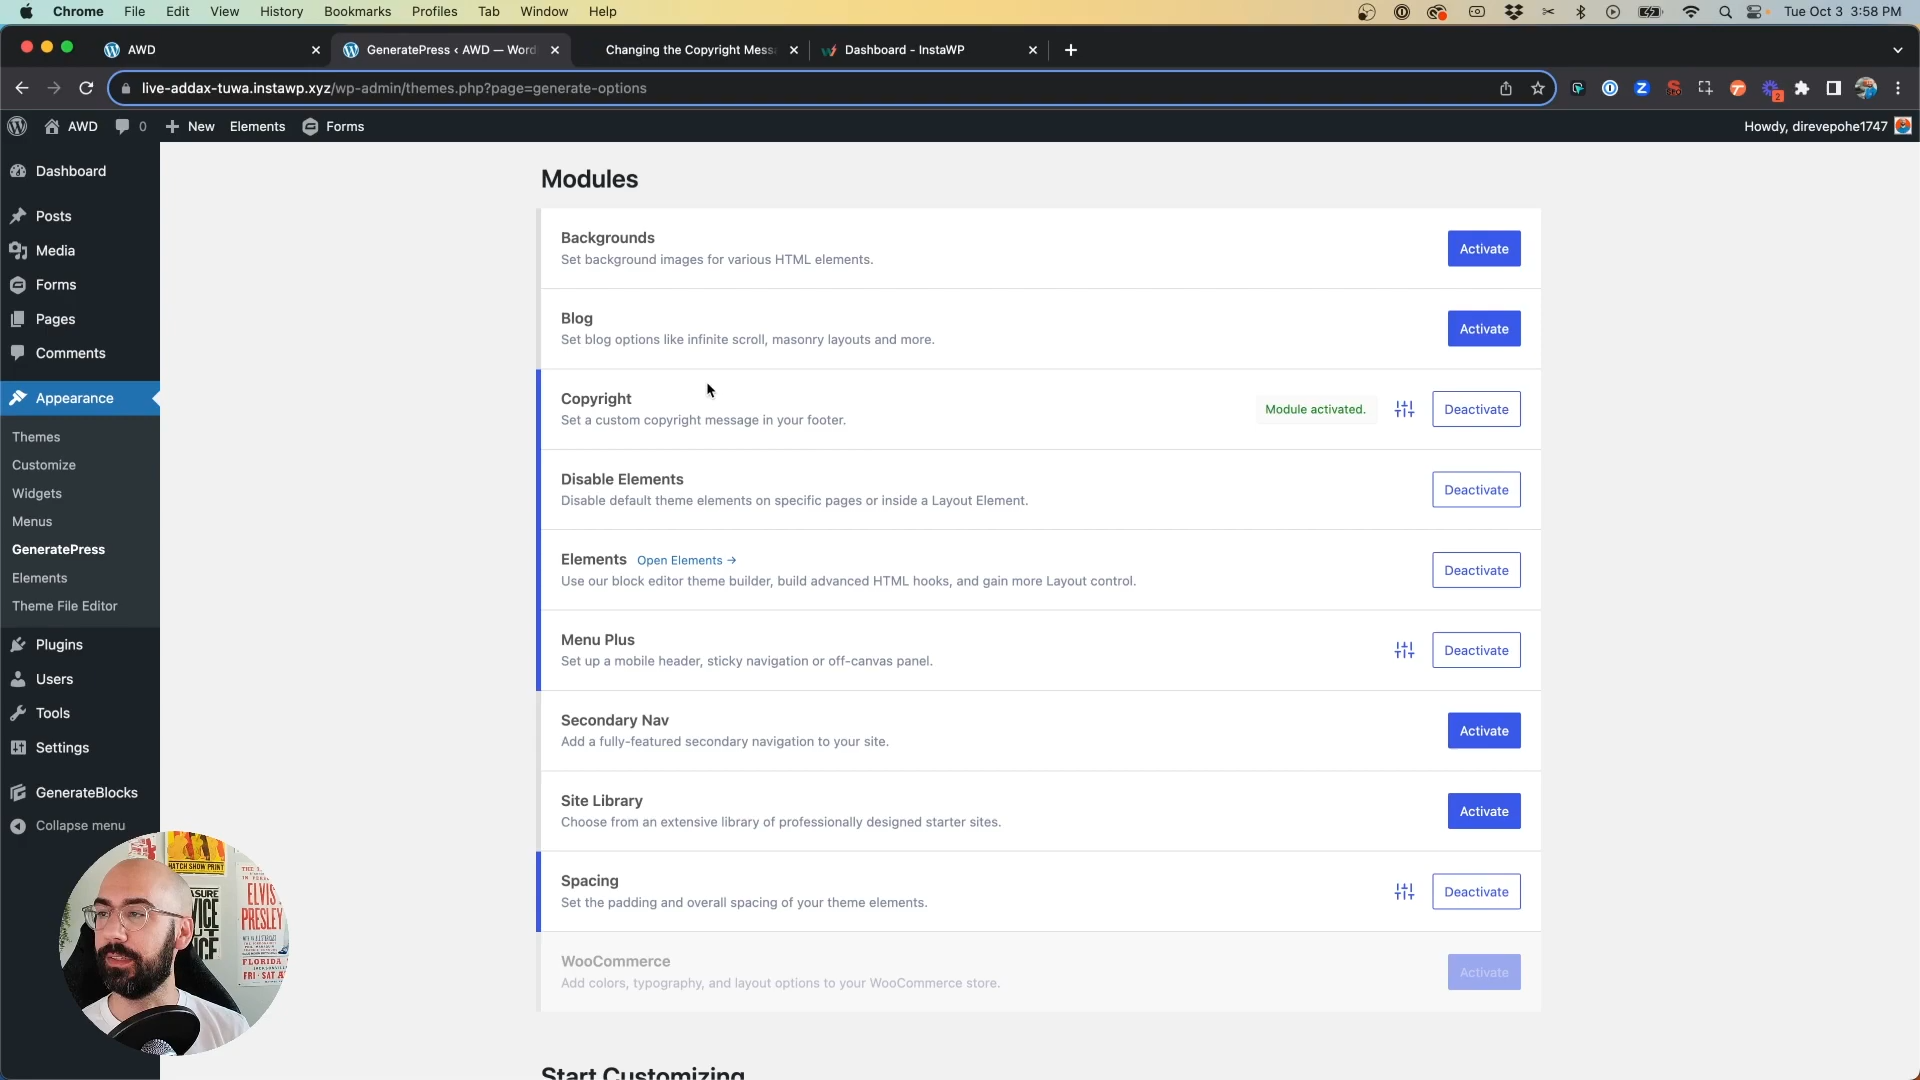 Chrome File Edit View History Bookmarks Profiles Tab Window Help Tue Oct 3 3:58 PM
AWD GeneratePress ‹ AWD — Word Changing the Copyright Mess Dashboard - InstaWP
live-addax-tuwa.instawp.xyz/wp-admin/themes.php?page=generate-options
AWD 0 New Elements Forms Howdy, direvepohe1747
Dashboard
Posts
Media
Forms
Pages
Comments
Appearance
Themes
Customize
Widgets
Menus
GeneratePress
Elements
Theme File Editor
Plugins
Users
Tools
Settings
GenerateBlocks
Collapse menu
Modules
Backgrounds
Set background images for various HTML elements.
Activate
Blog
Set blog options like infinite scroll, masonry layouts and more.
Activate
Copyright
Set a custom copyright message in your footer.
Module activated.
Deactivate
Disable Elements
Disable default theme elements on specific pages or inside a Layout Element.
Deactivate
Elements Open Elements →
Use our block editor theme builder, build advanced HTML hooks, and gain more Layout control.
Deactivate
Menu Plus
Set up a mobile header, sticky navigation or off-canvas panel.
Deactivate
Secondary Nav
Add a fully-featured secondary navigation to your site.
Activate
Site Library
Choose from an extensive library of professionally designed starter sites.
Activate
Spacing
Set the padding and overall spacing of your theme elements.
Deactivate
WooCommerce
Add colors, typography, and layout options to your WooCommerce store.
Activate
Start Customizing
HATCH SHOW PRINT
ELVIS
PRESLEY
FLORIDA